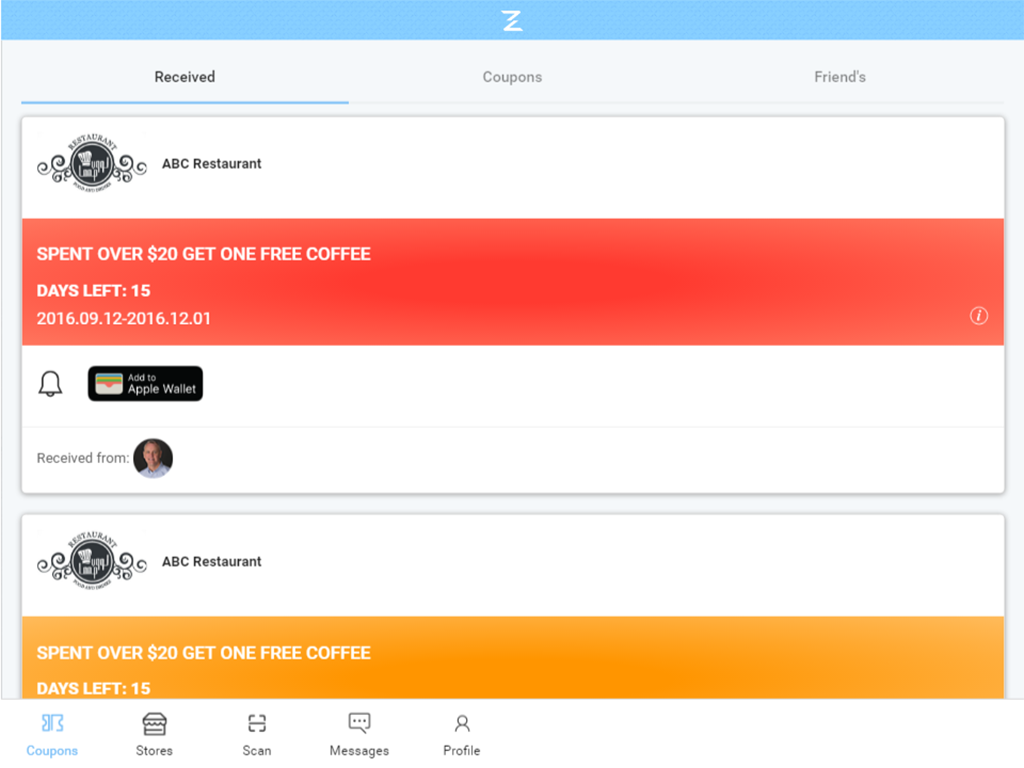 Received
Coupons
Friend's
RESTAURANT
ABC Restaurant
SPENT OVER $20 GET ONE FREE COFFEE
DAYS LEFT: 15
2016.09.12-2016.12.01
Add to
Apple Wallet
Received from:
RESTAURANT
ABC Restaurant
SPENT OVER $20 GET ONE FREE COFFEE
DAYS LEFT: 15
Coupons
Stores
Scan
Messages
Profile